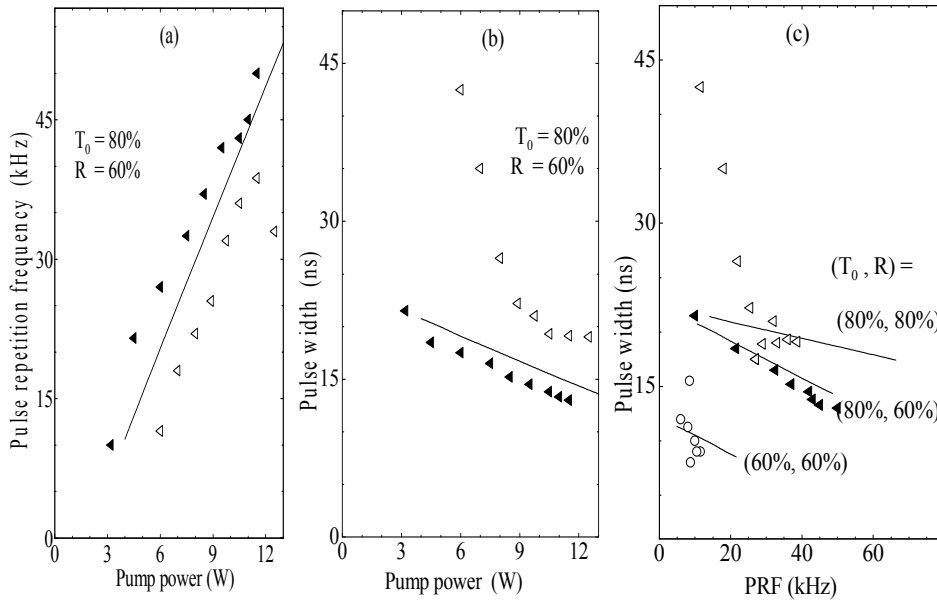 (a)
Pulse repetition frequency (kHz)
45
30
15
0
T₀ = 80%
R = 60%
0 3 6 9 12
Pump power (W)
(b)
Pulse width (ns)
45
30
15
0
T₀ = 80%
R = 60%
0 3 6 9 12
Pump power (W)
(c)
Pulse width (ns)
45
30
15
(T₀ , R) =
(80%, 80%)
(80%, 60%)
(60%, 60%)
0 20 40 60
PRF (kHz)